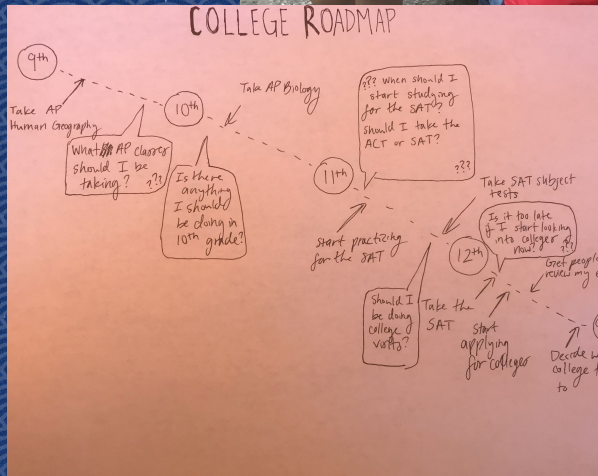 COLLEGE ROADMAP
9th
Take AP
Human Geography
What AP classes
should I be
taking? ???
10th
Take AP Biology
Is there
anything
I should
be doing in
10th grade?
??? When should I
start studying
for the SAT?
Should I take the
ACT or SAT?
???
11th
Start practicing
for the SAT
Take SAT subject
tests
Should I
be doing
college
visits?
12th
Is it too late
if I start looking
into colleges
now? ???
Take the
SAT
Start
applying
for colleges
Get people
review my
Decide
college
to